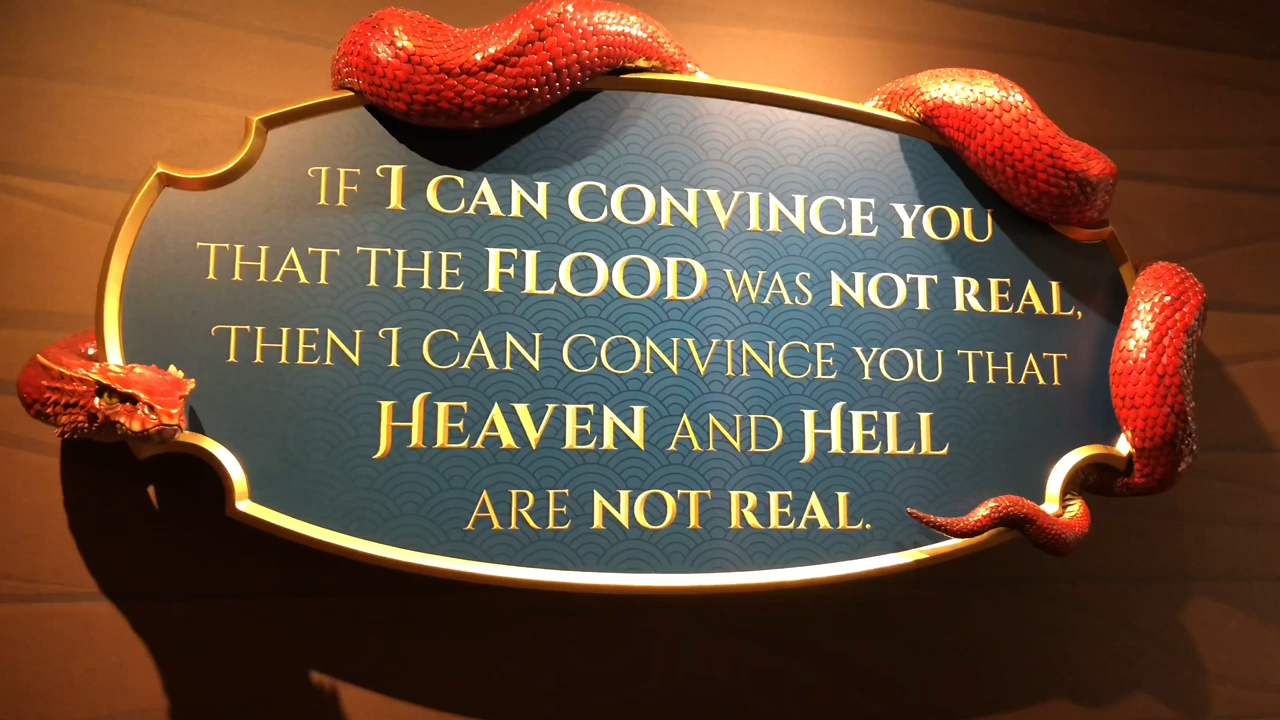 IF I CAN CONVINCE YOU
THAT THE FLOOD WAS NOT REAL,
THEN I CAN CONVINCE YOU THAT
HEAVEN AND HELL
ARE NOT REAL.